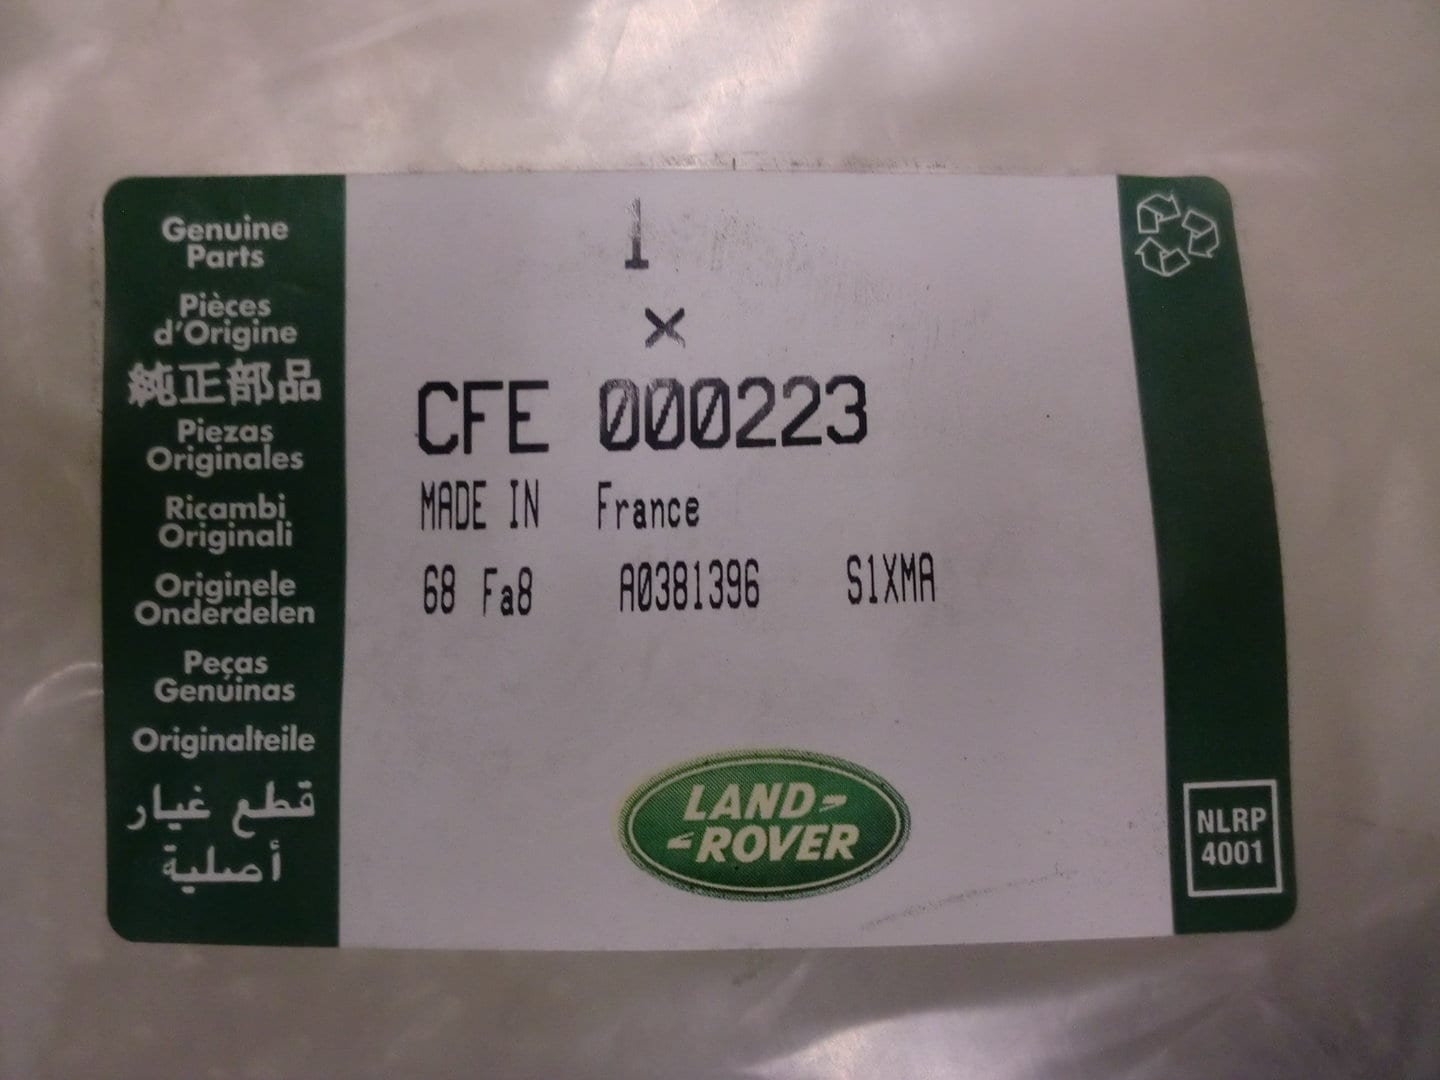 Genuine
Parts
Pièces
d'Origine
純正部品
Piezas
Originales
Ricambi
Originali
Originele
Onderdelen
Peças
Genuínas
Originalteile
قطع غيار
أصلية
1
×
CFE 000223
MADE IN France
68 Fa8 A0381396 S1XMA
LAND-
-ROVER
NLRP
4001